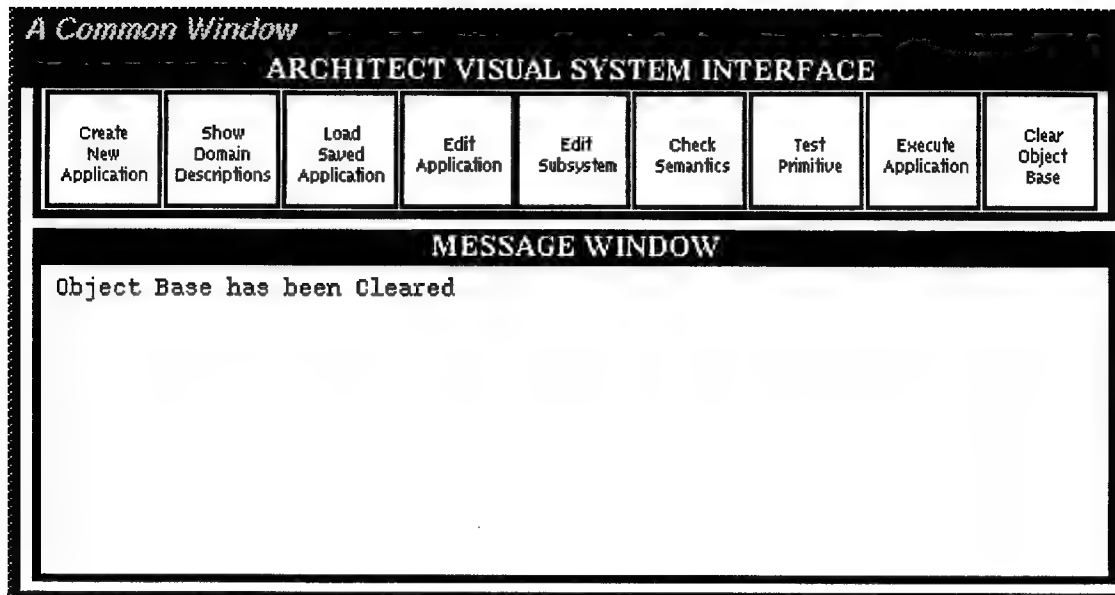 A Common Window
ARCHITECT VISUAL SYSTEM INTERFACE
Create
New
Application
Show
Domain
Descriptions
Load
Saved
Application
Edit
Application
Edit
Subsystem
Check
Semantics
Test
Primitive
Execute
Application
Clear
Object
Base
MESSAGE WINDOW
Object Base has been Cleared